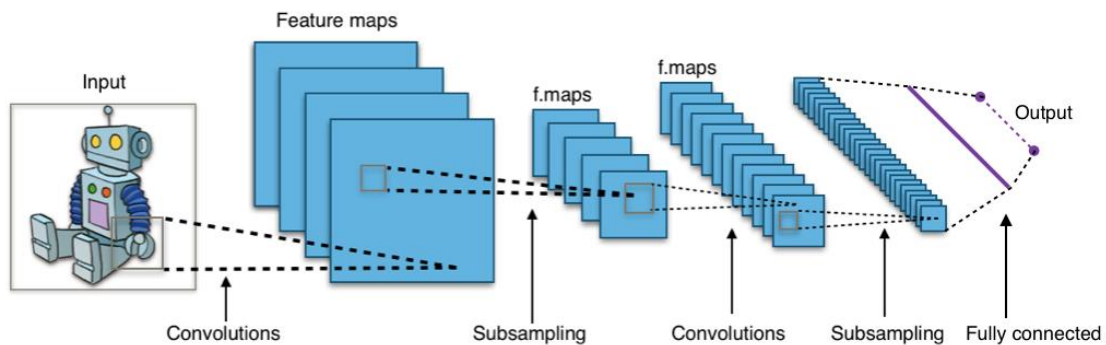 Feature maps
Input
f.maps
f.maps
Output
Convolutions
Subsampling
Convolutions
Subsampling
Fully connected